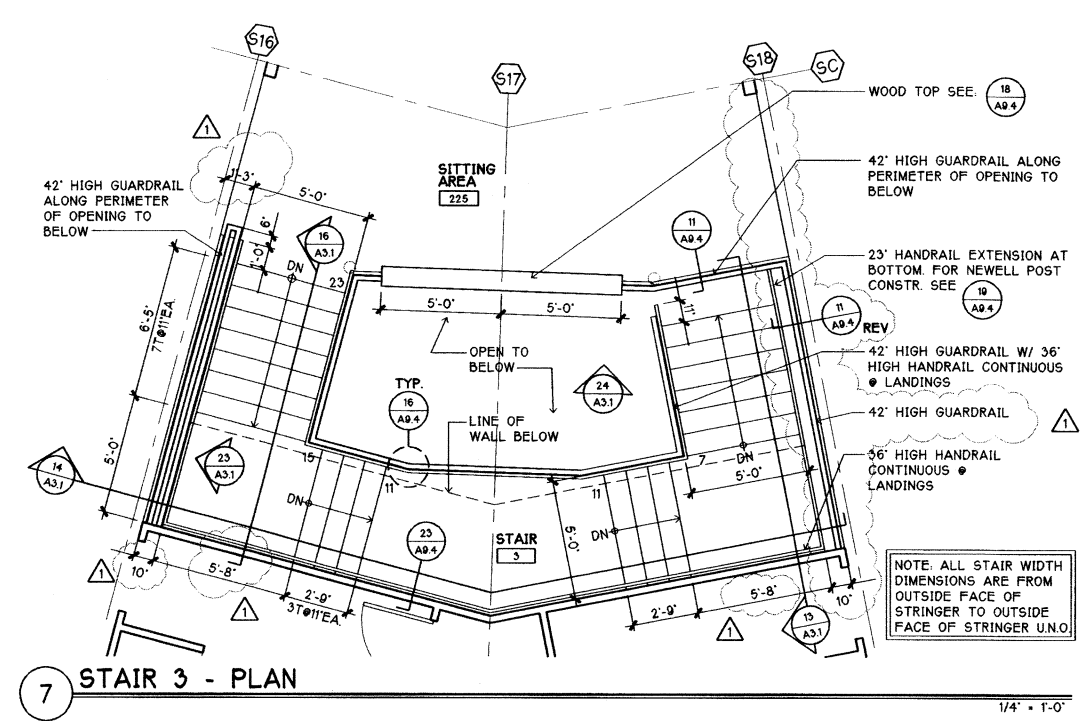 S16
S17
S18
SC
WOOD TOP SEE:
18
A9.4
1
42" HIGH GUARDRAIL
ALONG PERIMETER
OF OPENING TO
BELOW
1'-3"
5'-0"
SITTING
AREA
225
42" HIGH GUARDRAIL ALONG
PERIMETER OF OPENING TO
BELOW
6"
1'-0"
16
A3.1
DN
23
11
A9.4
23" HANDRAIL EXTENSION AT
BOTTOM. FOR NEWELL POST
CONSTR. SEE
19
A9.4
6'-5"
7T@11"EA.
5'-0"
5'-0"
11"
11
A9.4
REV
OPEN TO
BELOW
42" HIGH GUARDRAIL W/ 36"
HIGH HANDRAIL CONTINUOUS
@ LANDINGS
TYP.
16
A9.4
24
A3.1
LINE OF
WALL BELOW
42" HIGH GUARDRAIL
1
5'-0"
14
A3.1
23
A3.1
15
11
11
7
DN
5'-0"
36" HIGH HANDRAIL
CONTINUOUS @
LANDINGS
DN
23
A9.4
STAIR
3
5'-0"
DN
1
10"
5'-8"
1
2'-9"
3T@11"EA.
2'-9"
5'-8"
1
10"
13
A3.1
NOTE: ALL STAIR WIDTH
DIMENSIONS ARE FROM
OUTSIDE FACE OF
STRINGER TO OUTSIDE
FACE OF STRINGER U.N.O
7
STAIR 3 - PLAN
1/4" = 1'-0"